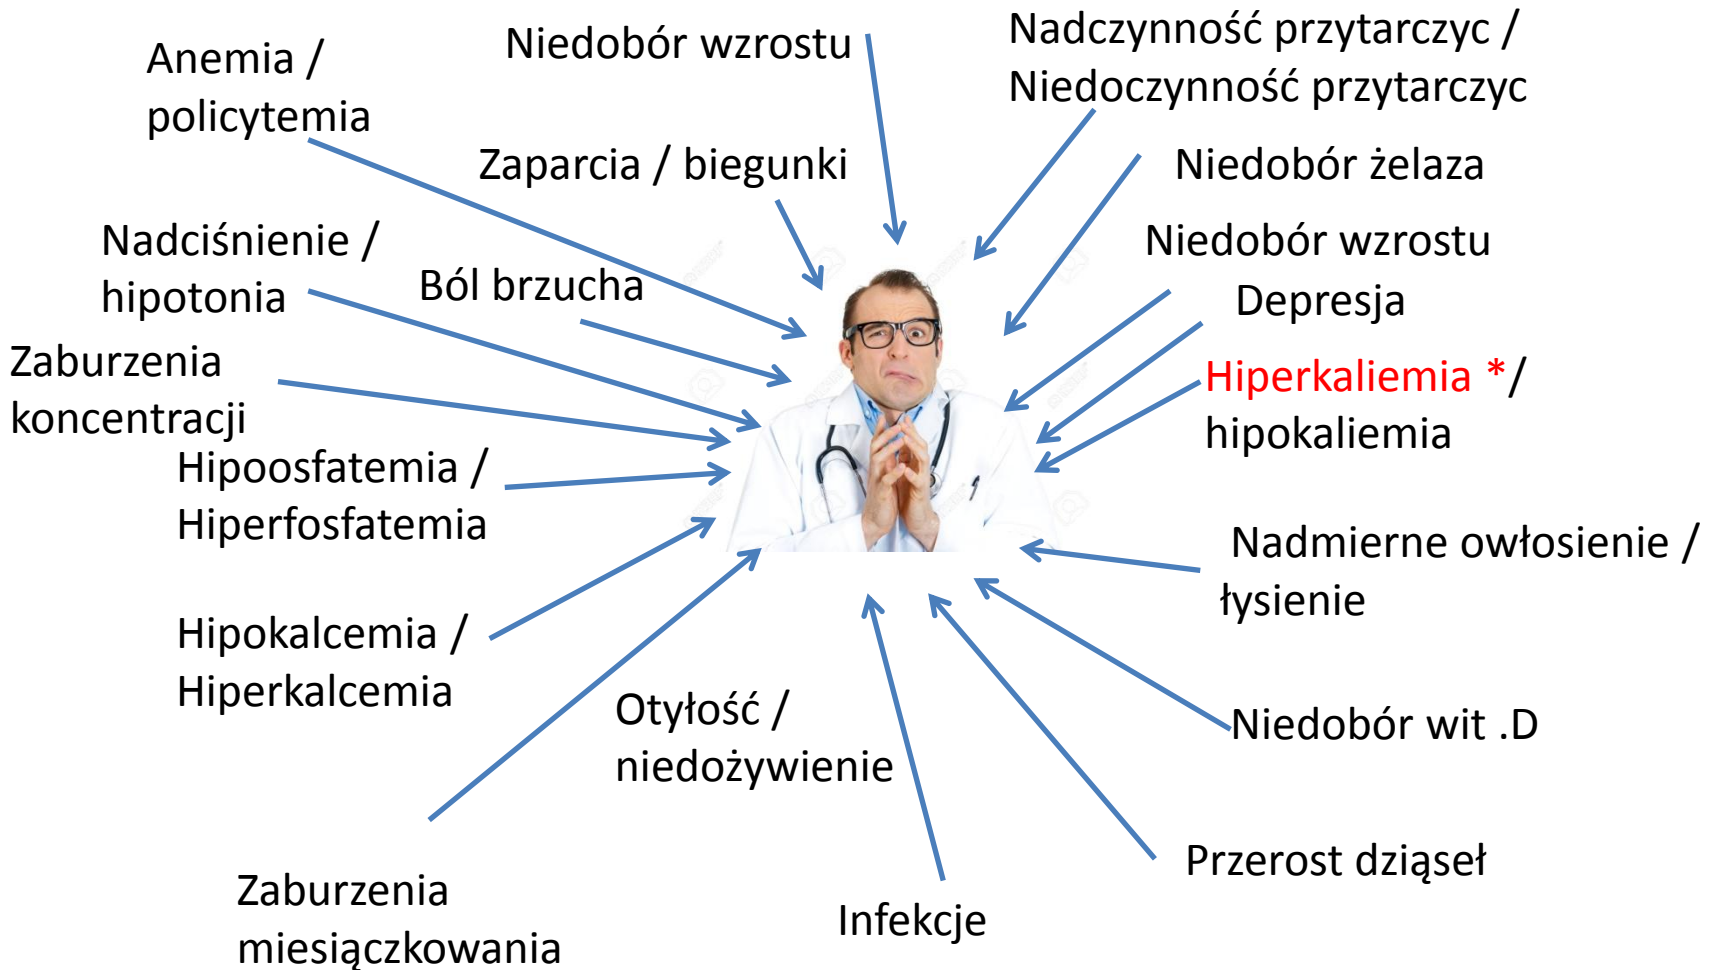 Anemia /
policytemia
Niedobór wzrostu
Nadczynność przytarczyc /
Niedoczynność przytarczyc
Zaparcia / biegunki
Niedobór żelaza
Nadciśnienie /
hipotonia
Ból brzucha
Niedobór wzrostu
Depresja
Zaburzenia
koncentracji
Hiperkaliemia */
hipokaliemia
Hipoosfatemia /
Hiperfosfatemia
Nadmierne owłosienie /
łysienie
Hipokalcemia /
Hiperkalcemia
Otyłość /
niedożywienie
Niedobór wit .D
Przerost dziąseł
Zaburzenia
miesiączkowania
Infekcje